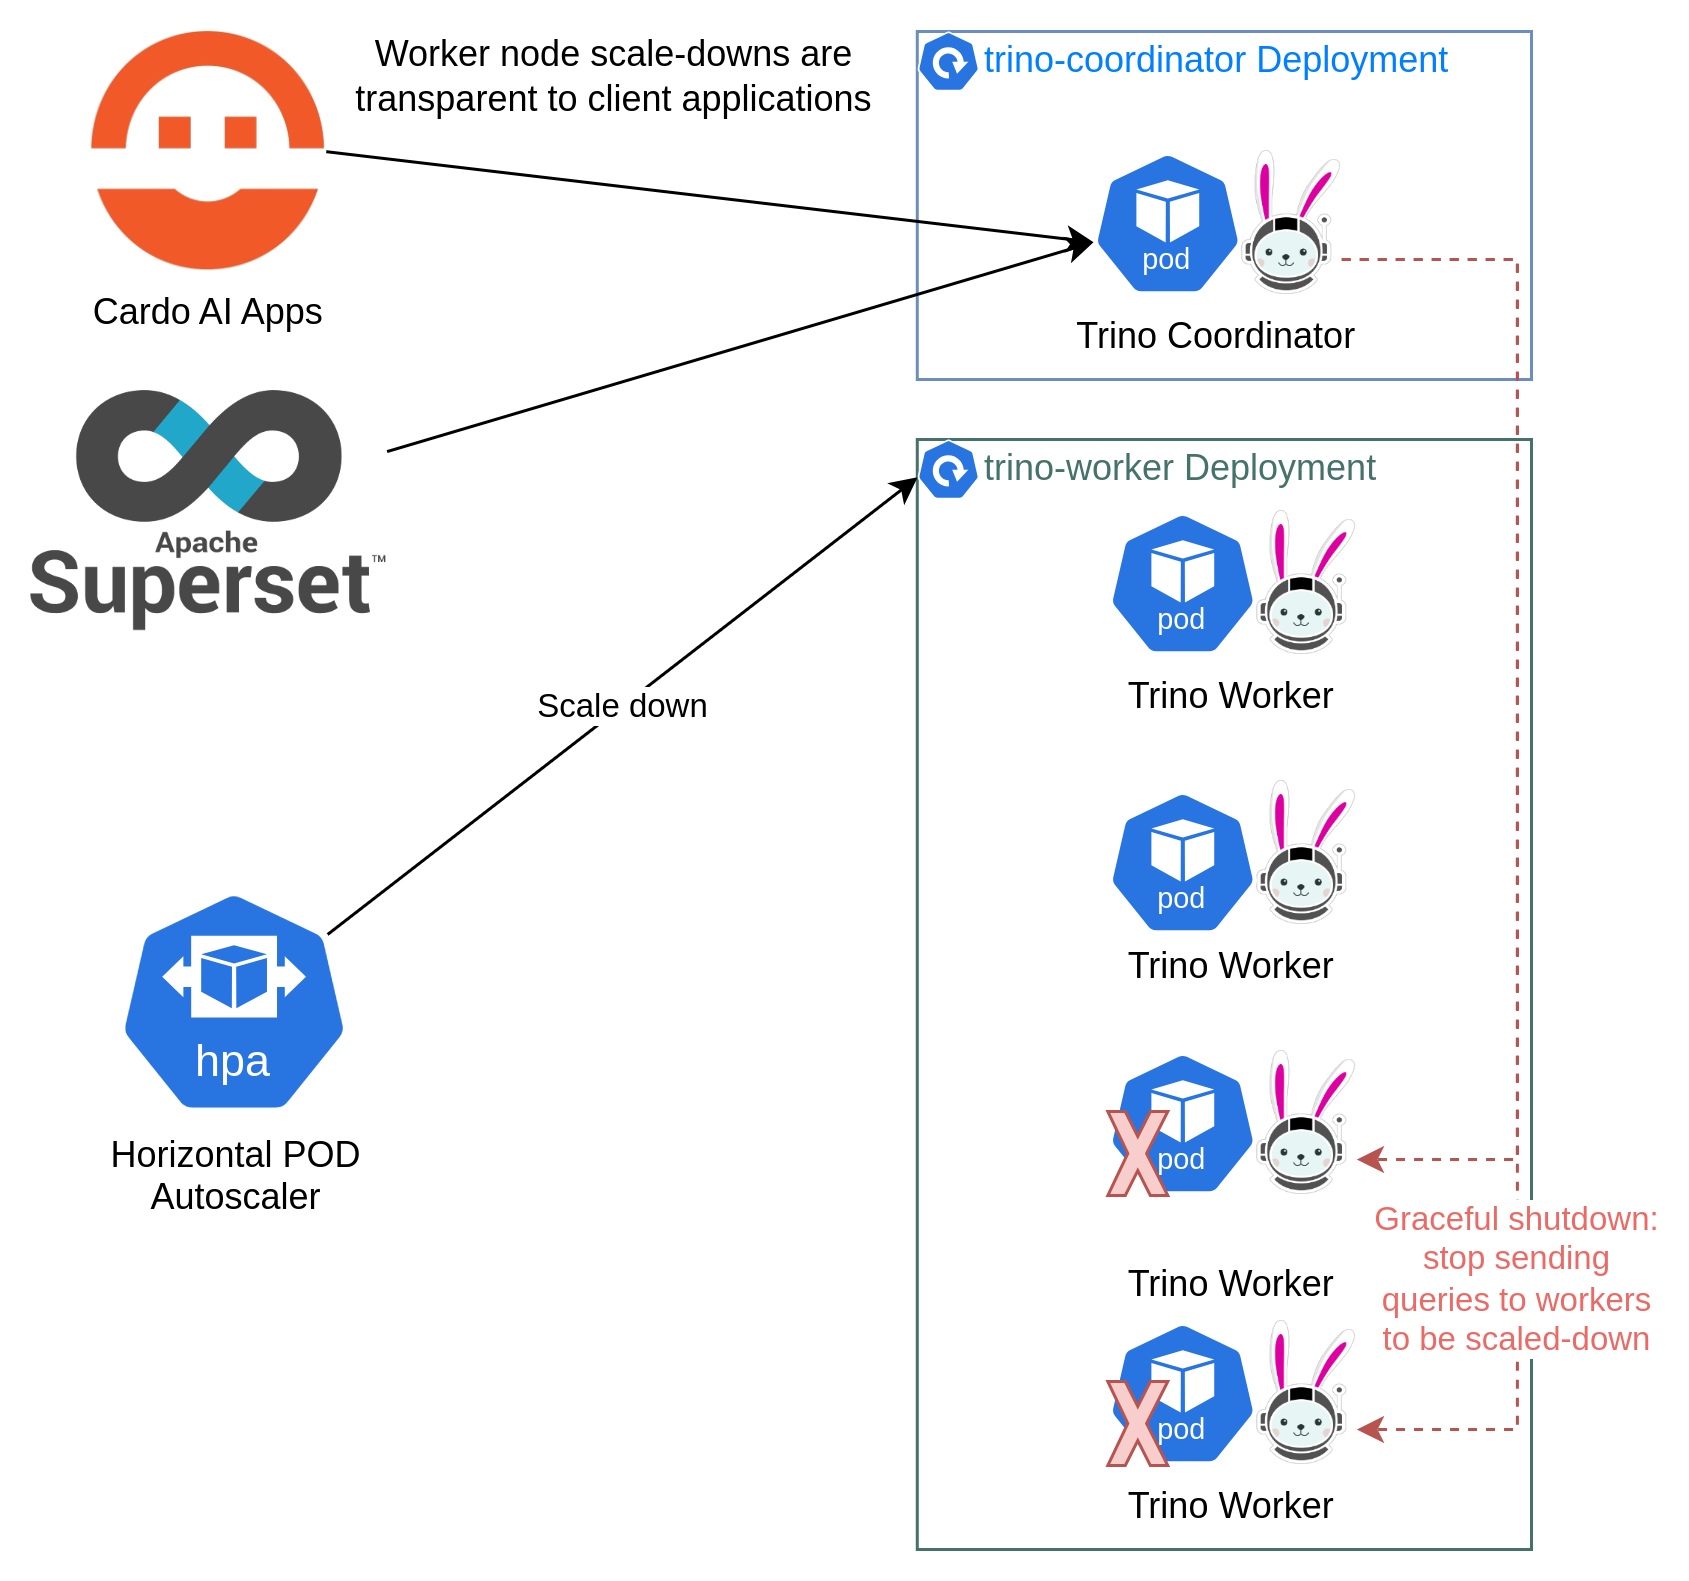 Worker node scale-downs are
transparent to client applications
Cardo AI Apps
Apache
Superset™
Scale down
hpa
Horizontal POD
Autoscaler
trino-coordinator Deployment
pod
Trino Coordinator
trino-worker Deployment
pod
Trino Worker
pod
Trino Worker
pod
X
Trino Worker
pod
X
Trino Worker
Graceful shutdown:
stop sending
queries to workers
to be scaled-down